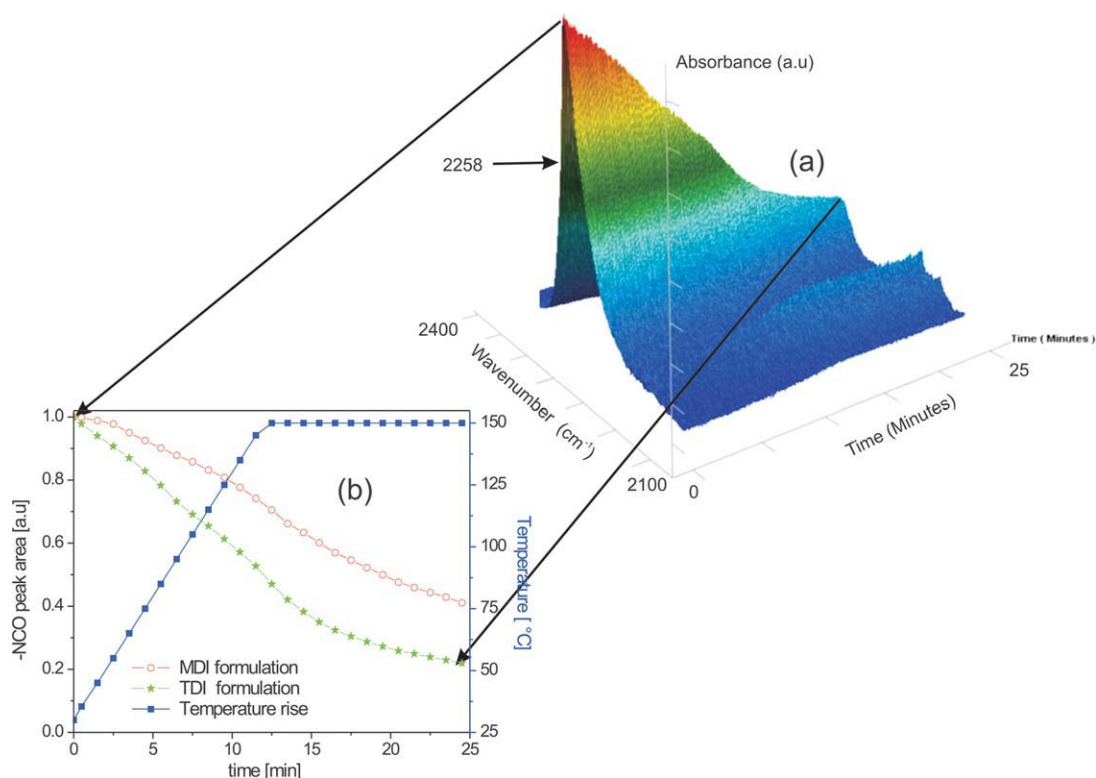 Absorbance (a.u)
(a)
2258
2400
Wavenumber (cm⁻¹)
2100
0
Time (Minutes)
25
Time ( Minutes )
(b)
-NCO peak area [a.u]
1.0
0.8
0.6
0.4
0.2
0.0
0
5
10
15
20
25
time [min]
150
125
100
75
50
25
Temperature [ °C]
MDI formulation
TDI formulation
Temperature rise